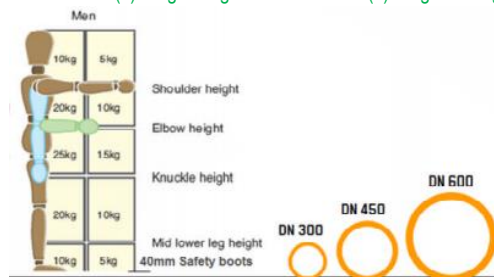 Men
10kg 5kg
Shoulder height
20kg 10kg
Elbow height
25kg 15kg
Knuckle height
20kg 10kg
Mid lower leg height
10kg 5kg
40mm Safety boots
DN 300
DN 450
DN 600